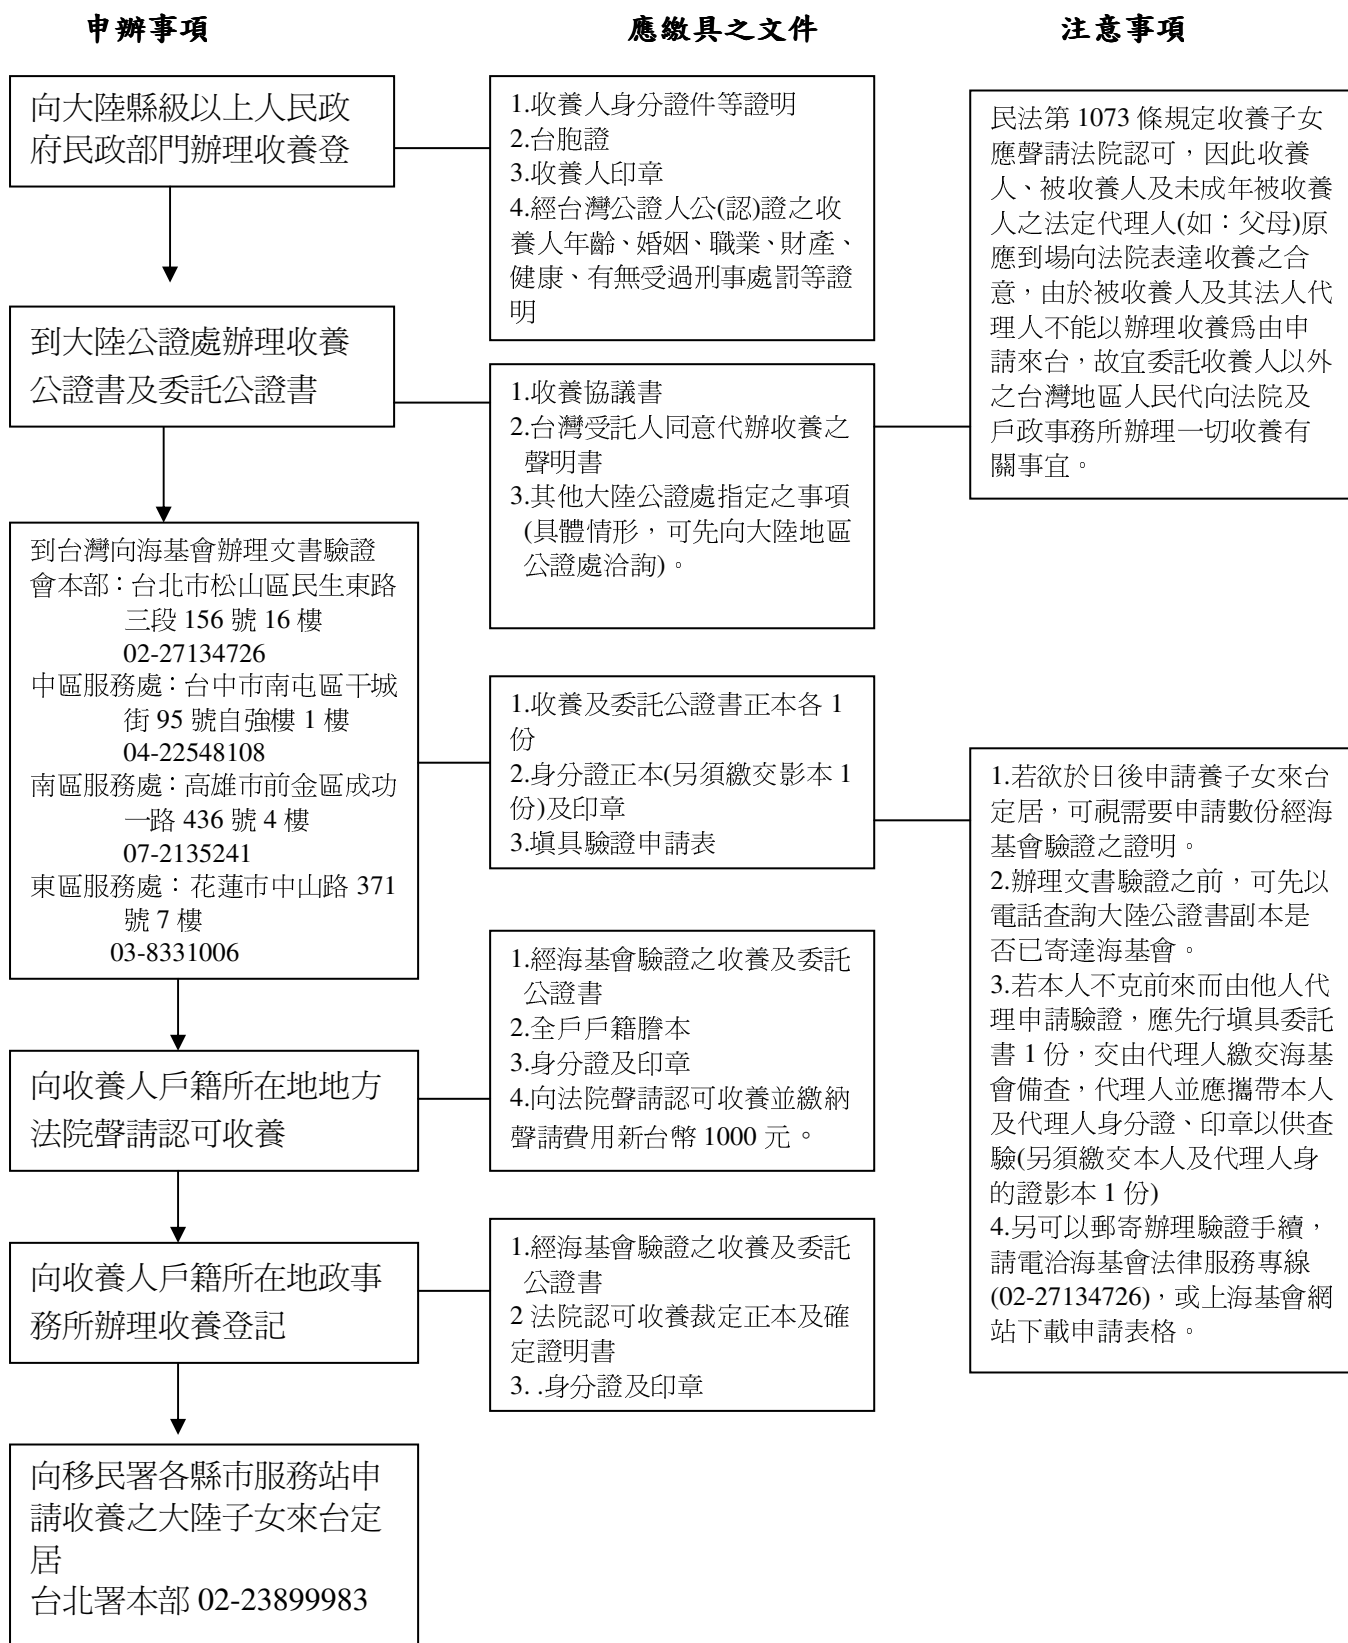 申辦事項
應繳具之文件
注意事項
向大陸縣級以上人民政
府民政部門辦理收養登
1.收養人身分證件等證明
2.台胞證
3.收養人印章
4.經台灣公證人公(認)證之收
養人年齡、婚姻、職業、財產、
健康、有無受過刑事處罰等證
明
民法第 1073 條規定收養子女
應聲請法院認可，因此收養
人、被收養人及未成年被收養
人之法定代理人(如：父母)原
應到場向法院表達收養之合
意，由於被收養人及其法人代
理人不能以辦理收養為由申
請來台，故宜委託收養人以外
之台灣地區人民代向法院及
戶政事務所辦理一切收養有
關事宜。
到大陸公證處辦理收養
公證書及委託公證書
1.收養協議書
2.台灣受託人同意代辦收養之
聲明書
3.其他大陸公證處指定之事項
(具體情形，可先向大陸地區
公證處洽詢)。
到台灣向海基會辦理文書驗證
會本部：台北市松山區民生東路
三段 156 號 16 樓
02-27134726
中區服務處：台中市南屯區干城
街 95 號自強樓 1 樓
04-22548108
南區服務處：高雄市前金區成功
一路 436 號 4 樓
07-2135241
東區服務處：花蓮市中山路 371
號 7 樓
03-8331006
1.收養及委託公證書正本各 1
份
2.身分證正本(另須繳交影本 1
份)及印章
3.填具驗證申請表
1.若欲於日後申請養子女來台
定居，可視需要申請數份經海
基會驗證之證明。
2.辦理文書驗證之前，可先以
電話查詢大陸公證書副本是
否已寄達海基會。
3.若本人不克前來而由他人代
理申請驗證，應先行填具委託
書 1 份，交由代理人繳交海基
會備查，代理人並應攜帶本人
及代理人身分證、印章以供查
驗(另須繳交本人及代理人身
的證影本 1 份)
4.另可以郵寄辦理驗證手續，
請電洽海基會法律服務專線
(02-27134726)，或上海基會網
站下載申請表格。
向收養人戶籍所在地地方
法院聲請認可收養
1.經海基會驗證之收養及委託
公證書
2.全戶戶籍謄本
3.身分證及印章
4.向法院聲請認可收養並繳納
聲請費用新台幣 1000 元。
向收養人戶籍所在地政事
務所辦理收養登記
1.經海基會驗證之收養及委託
公證書
2 法院認可收養裁定正本及確
定證明書
3. .身分證及印章
向移民署各縣市服務站申
請收養之大陸子女來台定
居
台北署本部 02-23899983